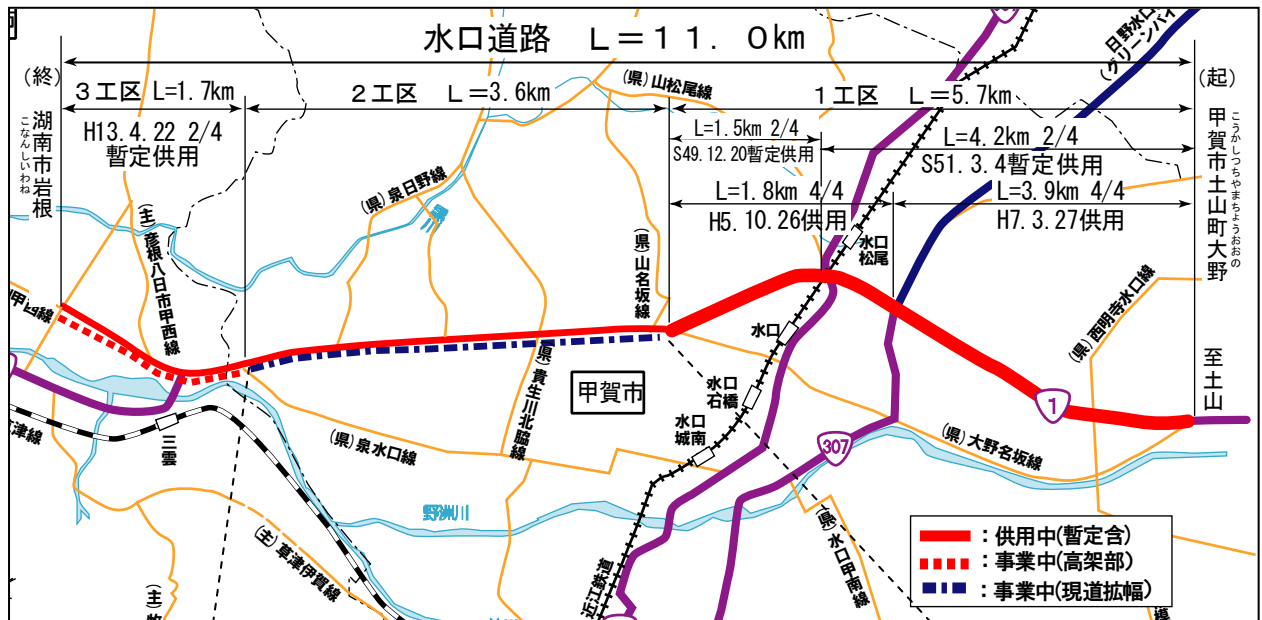 水口道路 L=11.0km
(終)
湖南市岩根
こなんしいわね
3工区 L=1.7km
H13.4.22 2/4
暫定供用
2工区 L=3.6km
1工区 L=5.7km
L=1.5km 2/4
S49.12.20暫定供用
L=4.2km 2/4
S51.3.4暫定供用
L=1.8km 4/4
H5.10.26供用
L=3.9km 4/4
H7.3.27供用
(起)
甲賀市土山町大野
こうかしつちやまちょうおおの
至土山
(グリーンバイ
日野水口
(県)山松尾線
(県)泉日野線
(主)彦根八日市甲西線
(県)山名坂線
水口
松尾
水口
水口
石橋
水口
城南
甲賀市
(県)貴生川北脇線
(県)西明寺水口線
(県)大野名坂線
(県)泉水口線
三雲
野洲川
(主)草津伊賀線
(主)
近江鉄道
(県)水口甲南線
307
1
:供用中(暫定含)
:事業中(高架部)
:事業中(現道拡幅)